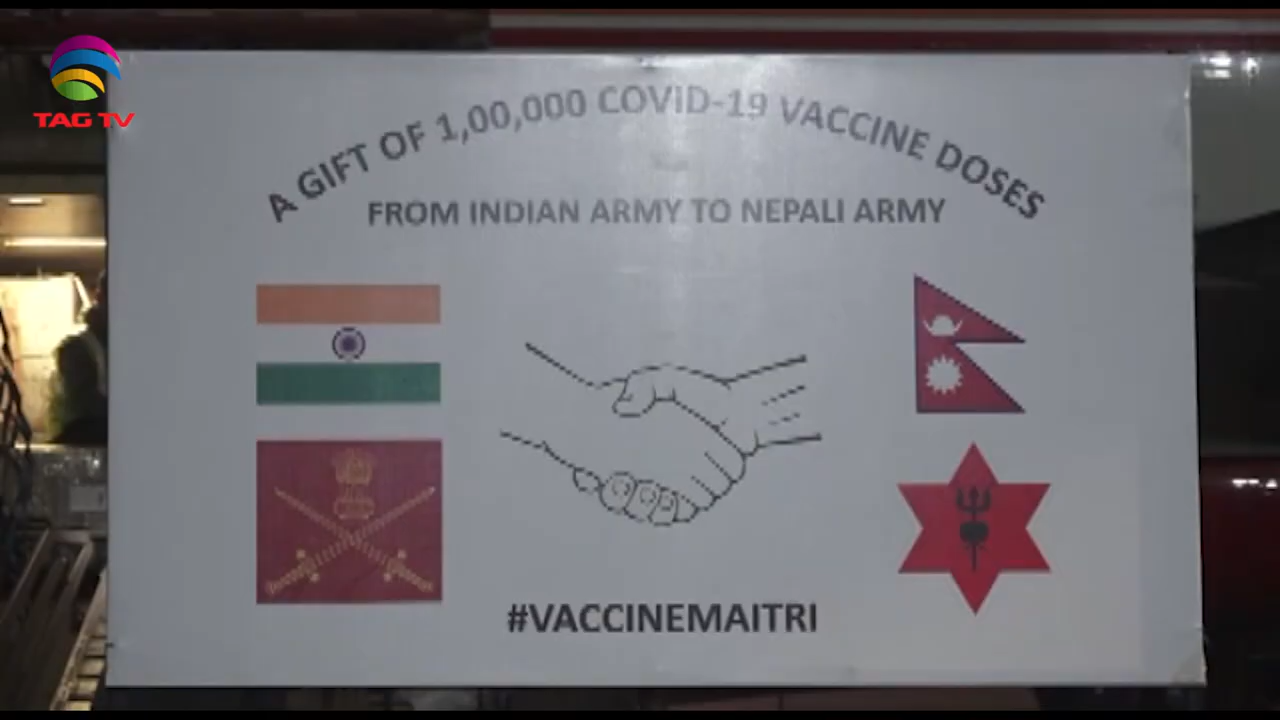 TAG TV
A GIFT OF 1,00,000 COVID-19 VACCINE DOSES
FROM INDIAN ARMY TO NEPALI ARMY
#VACCINEMAITRI